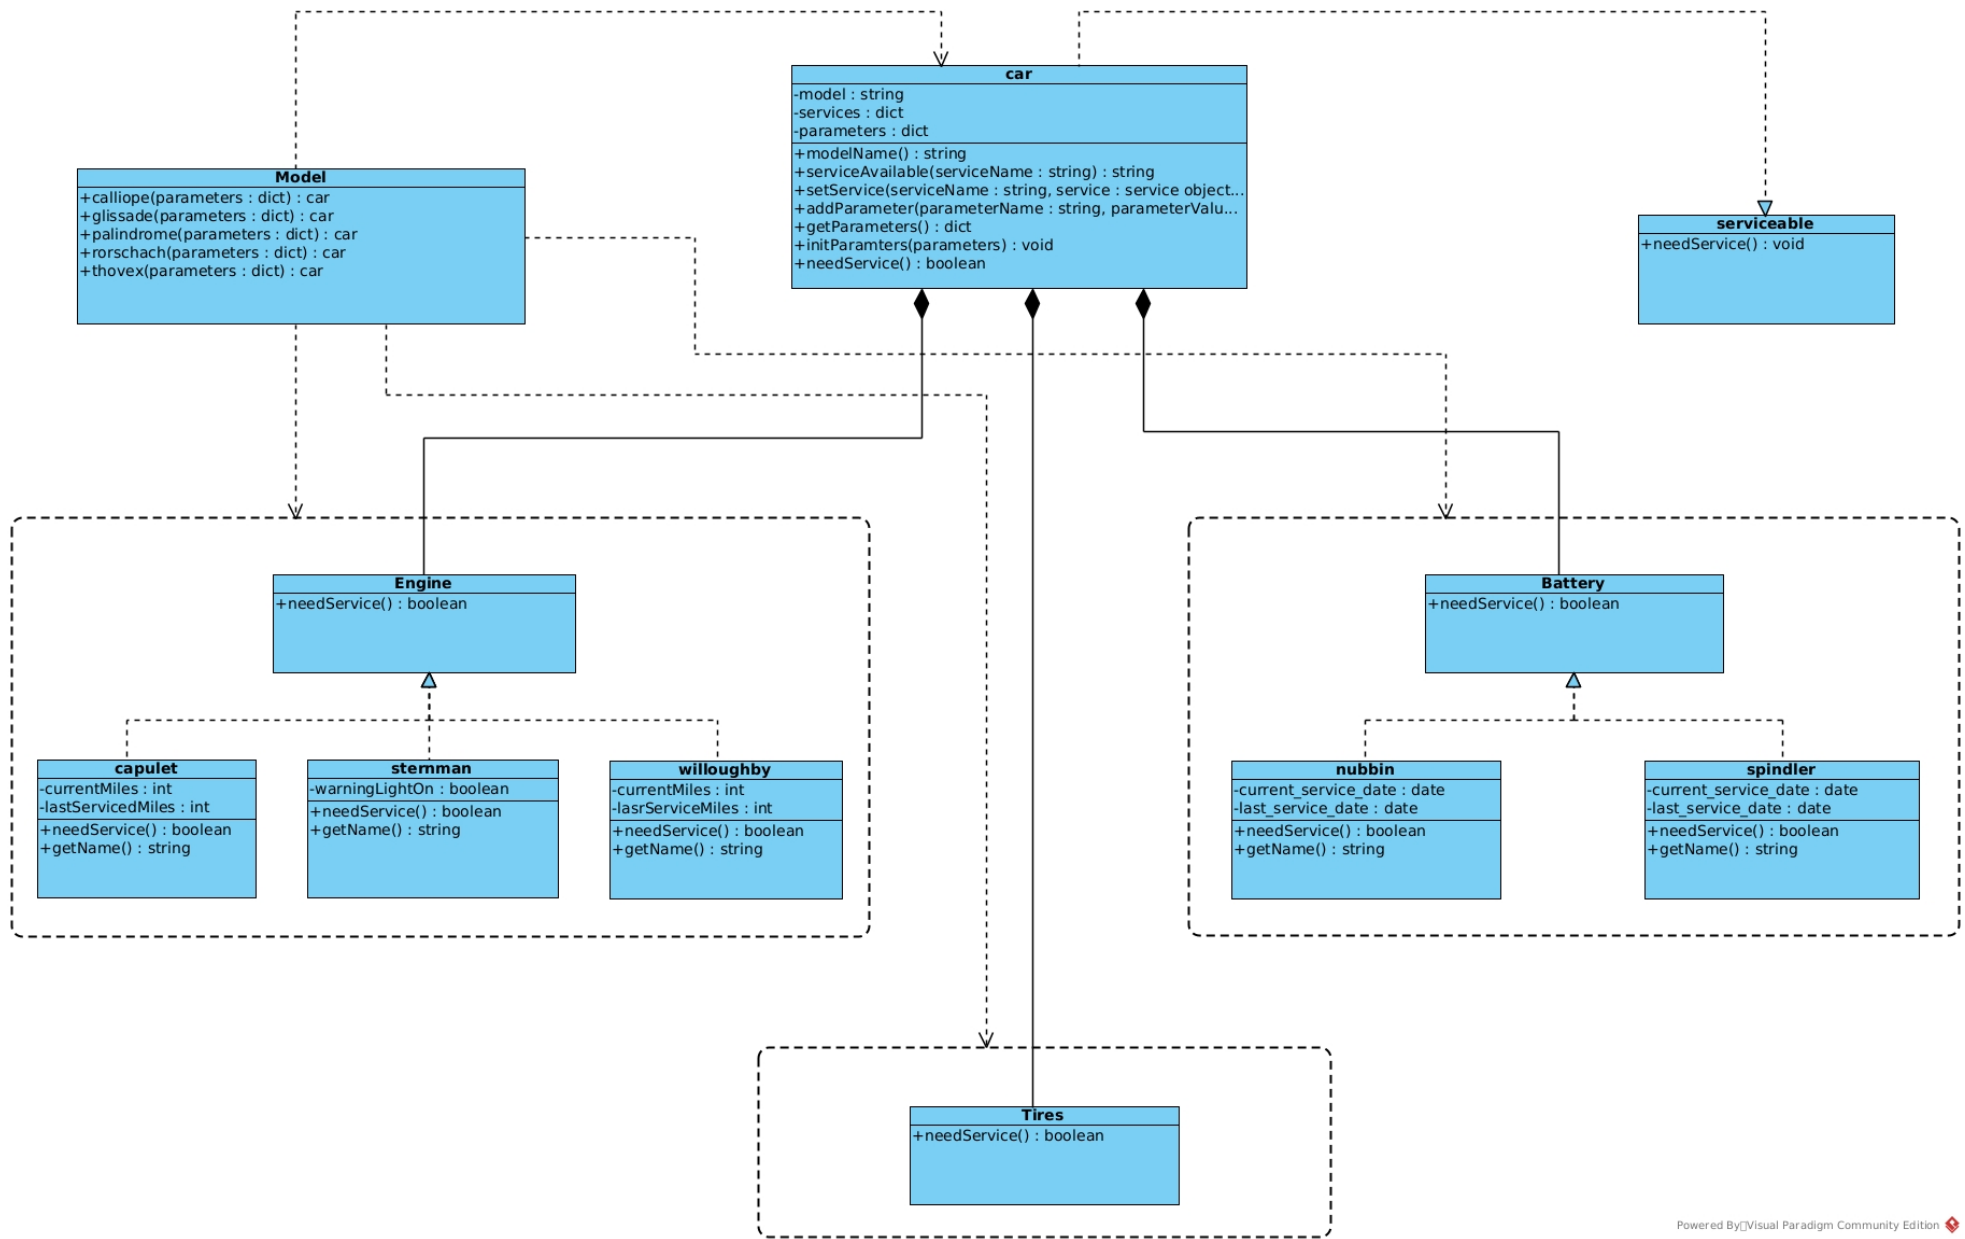 car
-model : string
-services : dict
-parameters : dict
+modelName() : string
+serviceAvailable(serviceName : string) : string
+setService(serviceName : string, service : service object...
+addParameter(parameterName : string, parameterValu...
+getParameters() : dict
+initParamters(parameters) : void
+needService() : boolean
Model
+calliope(parameters : dict) : car
+glissade(parameters : dict) : car
+palindrome(parameters : dict) : car
+rorschach(parameters : dict) : car
+thovex(parameters : dict) : car
serviceable
+needService() : void
Engine
+needService() : boolean
Battery
+needService() : boolean
capulet
-currentMiles : int
-lastServicedMiles : int
+needService() : boolean
+getName() : string
sternman
-warningLightOn : boolean
+needService() : boolean
+getName() : string
willoughby
-currentMiles : int
-lasrServiceMiles : int
+needService() : boolean
+getName() : string
nubbin
-current_service_date : date
-last_service_date : date
+needService() : boolean
+getName() : string
spindler
-current_service_date : date
-last_service_date : date
+needService() : boolean
+getName() : string
Tires
+needService() : boolean
Powered By Visual Paradigm Community Edition